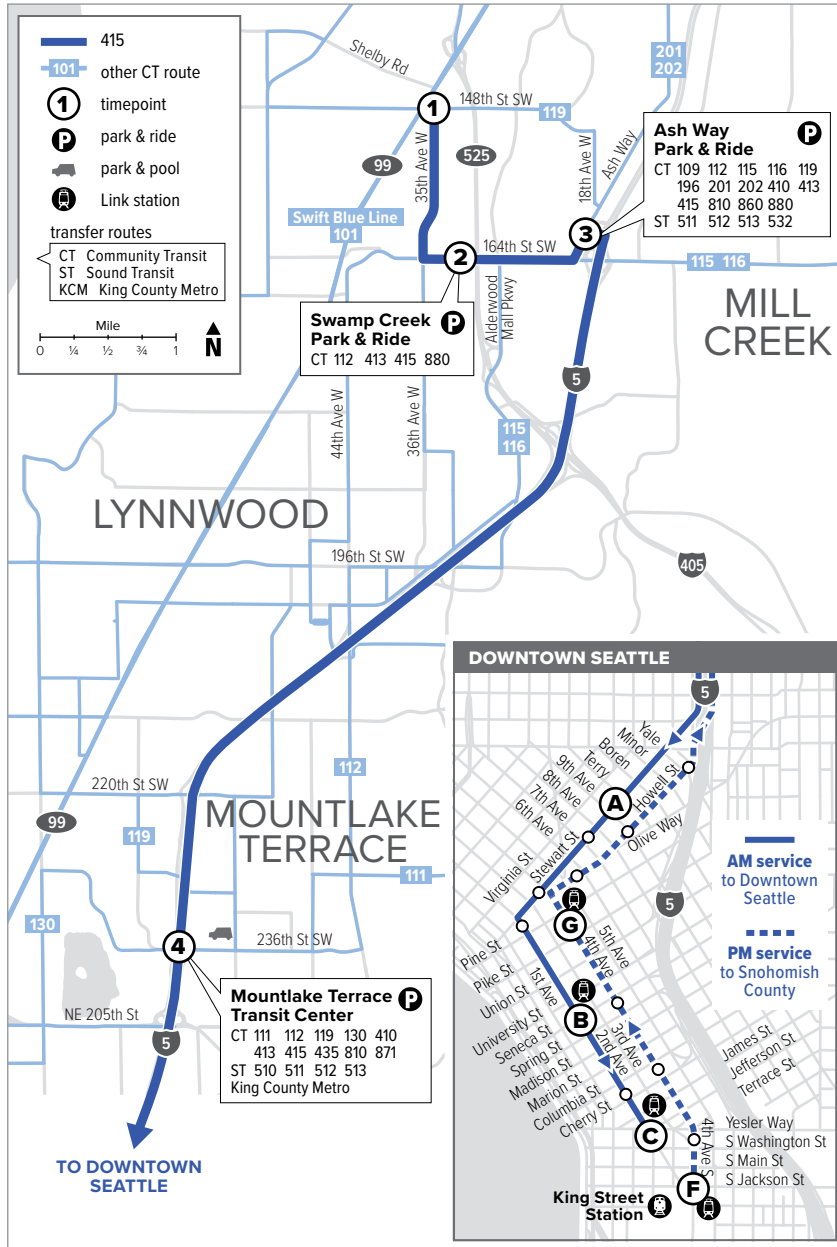 415
101
other CT route
1
timepoint
P
park & ride
park & pool
Link station
transfer routes
CT Community Transit
ST Sound Transit
KCM King County Metro
Mile
0 ¼ ½ ¾ 1
N
Shelby Rd
1
148th St SW
119
201
202
99
525
35th Ave W
18th Ave W
Ash Way
Ash Way
Park & Ride
P
CT 109 112 115 116 119
196 201 202 410 413
415 810 860 880
ST 511 512 513 532
Swift Blue Line
101
2
164th St SW
3
115 116
MILL
CREEK
Alderwood
Mall Pkwy
Swamp Creek
Park & Ride
P
CT 112 413 415 880
5
44th Ave W
36th Ave W
115
116
LYNNWOOD
196th St SW
405
220th St SW
112
99
MOUNTLAKE
TERRACE
119
111
130
4
236th St SW
NE 205th St
5
Mountlake Terrace
Transit Center
P
CT 111 112 119 130 410
413 415 435 810 871
ST 510 511 512 513
King County Metro
TO DOWNTOWN
SEATTLE
DOWNTOWN SEATTLE
5
Yale
Minor
Boren
Terry
9th Ave
8th Ave
7th Ave
6th Ave
A
Howell St
Olive Way
Stewart St
Virginia St
AM service
to Downtown
Seattle
5
PM service
to Snohomish
County
G
5th Ave
4th Ave
Pine St
Pike St
Union St
University St
Seneca St
Spring St
Madison St
Marion St
Columbia St
Cherry St
1st Ave
B
2nd Ave
3rd Ave
James St
Jefferson St
Terrace St
C
4th Ave S
Yesler Way
S Washington St
S Main St
S Jackson St
F
King Street
Station